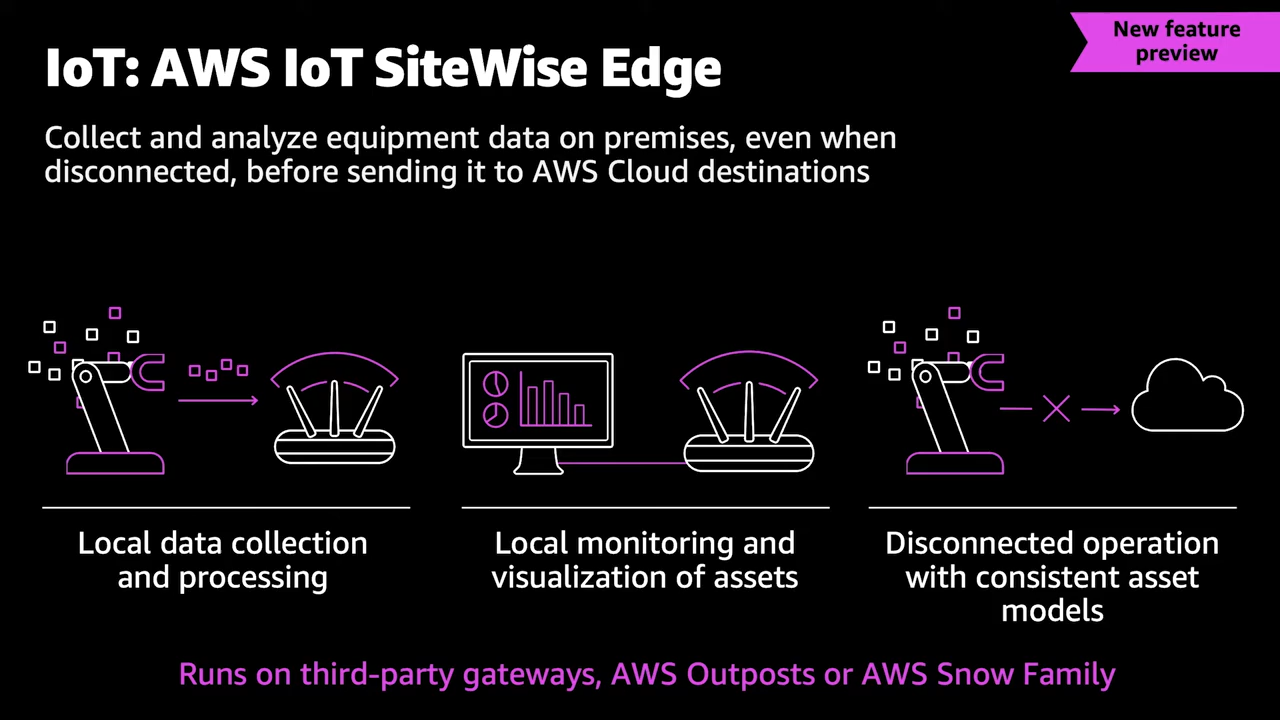 IoT: AWS IoT SiteWise Edge
New feature
preview
Collect and analyze equipment data on premises, even when
disconnected, before sending it to AWS Cloud destinations
Local data collection
and processing
Local monitoring and
visualization of assets
Disconnected operation
with consistent asset
models
Runs on third-party gateways, AWS Outposts or AWS Snow Family